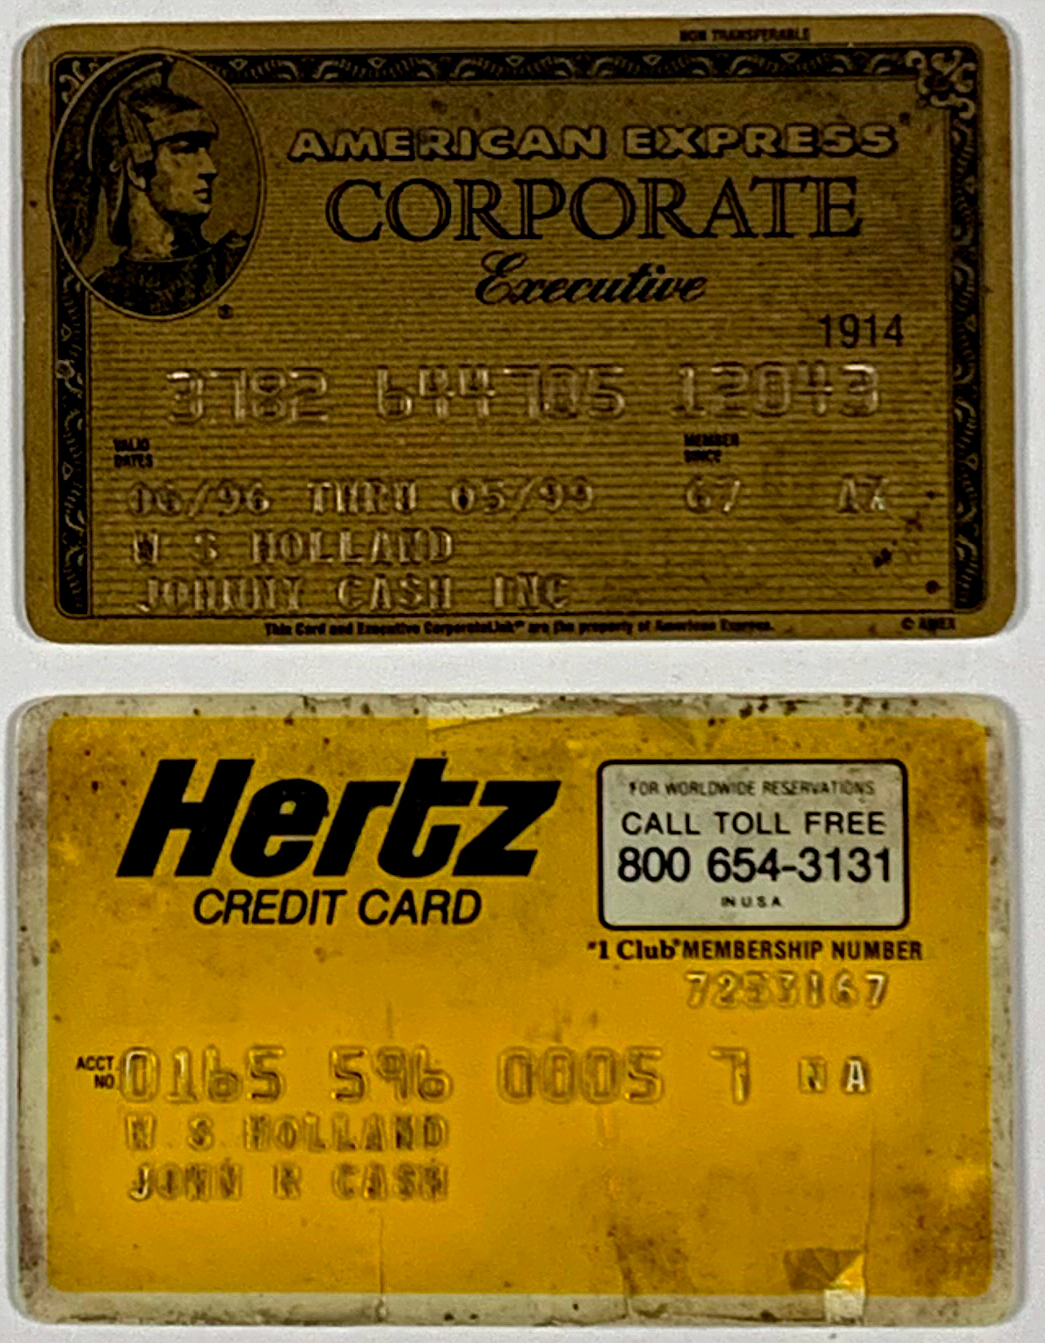 NON TRANSFERABLE
AMERICAN EXPRESS®
CORPORATE
Executive
1914
3782 644705 12043
VALID DATES
MEMBER SINCE
06/96 THRU 05/99 67 AX
W S HOLLAND
JOHNNY CASH INC
This Card and Executive CorporateLink® are the property of American Express.
© AMEX
Hertz
CREDIT CARD
FOR WORLDWIDE RESERVATIONS
CALL TOLL FREE
800 654-3131
IN U.S.A.
#1 Club® MEMBERSHIP NUMBER
ACCT. NO.
0165 596 0005 7 A
W S HOLLAND
JOHN R CASH